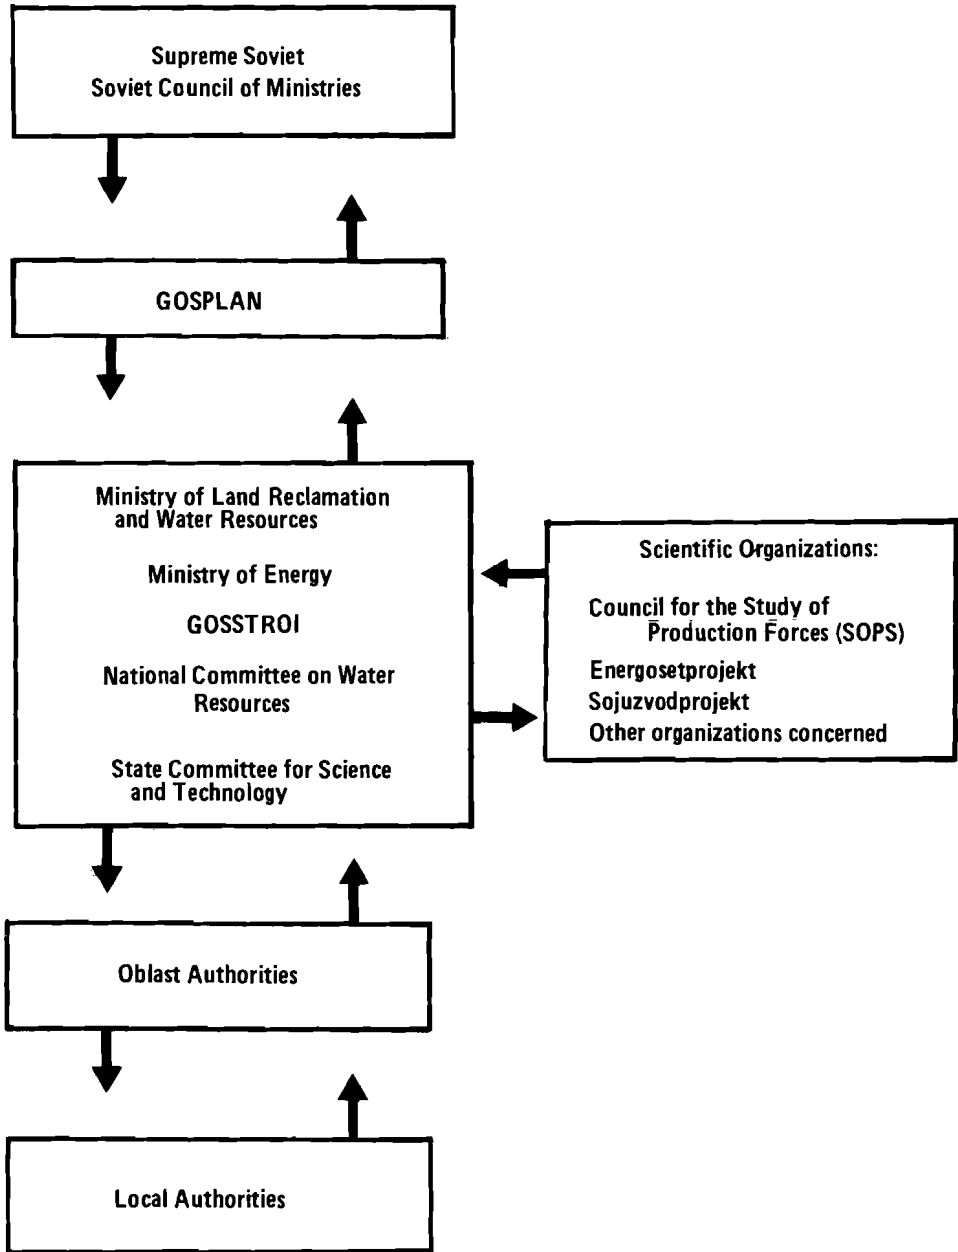 Supreme Soviet
Soviet Council of Ministries
GOSPLAN
Ministry of Land Reclamation
and Water Resources
Ministry of Energy
GOSSTROI
National Committee on Water
Resources
State Committee for Science
and Technology
Scientific Organizations:
Council for the Study of
Production Forces (SOPS)
Energosetprojekt
Sojuzvodprojekt
Other organizations concerned
Oblast Authorities
Local Authorities